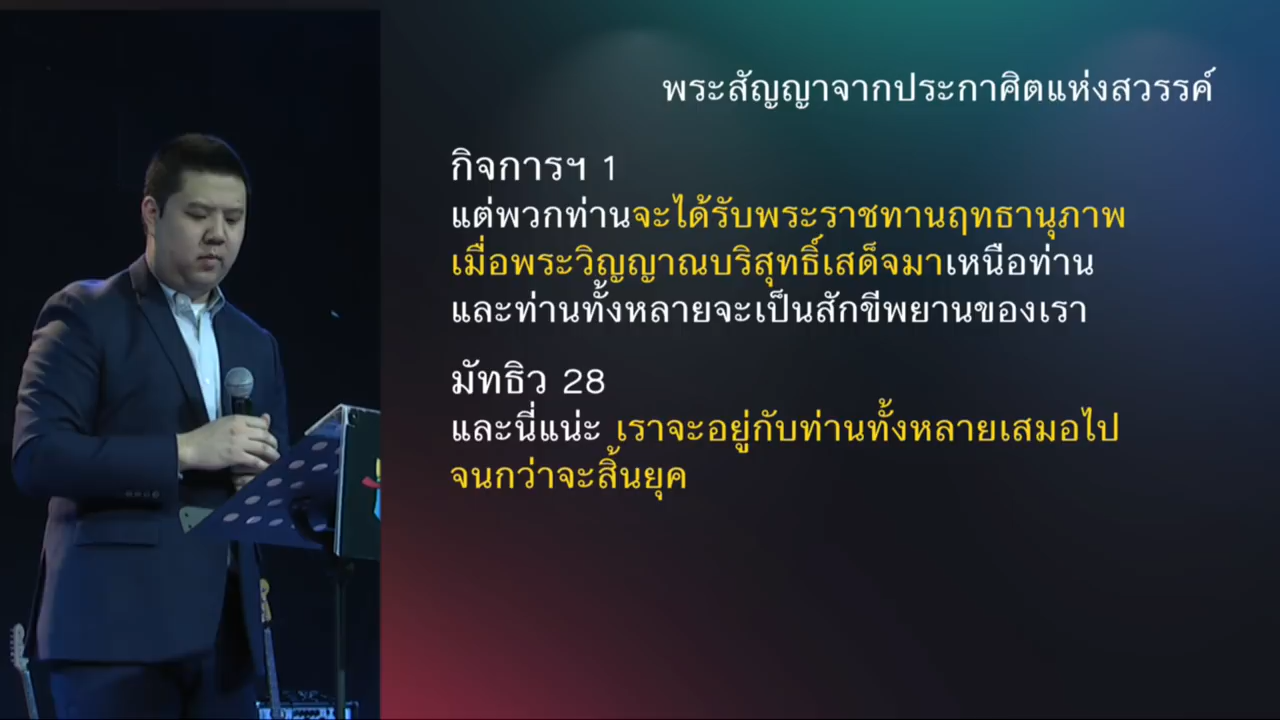 พระสัญญาจากประกาศิตแห่งสวรรค์
กิจการฯ 1
แต่พวกท่านจะได้รับพระราชทานฤทธานุภาพ
เมื่อพระวิญญาณบริสุทธิ์เสด็จมาเหนือท่าน
และท่านทั้งหลายจะเป็นสักขีพยานของเรา
มัทธิว 28
และนี่แน่ะ เราจะอยู่กับท่านทั้งหลายเสมอไป
จนกว่าจะสิ้นยุค